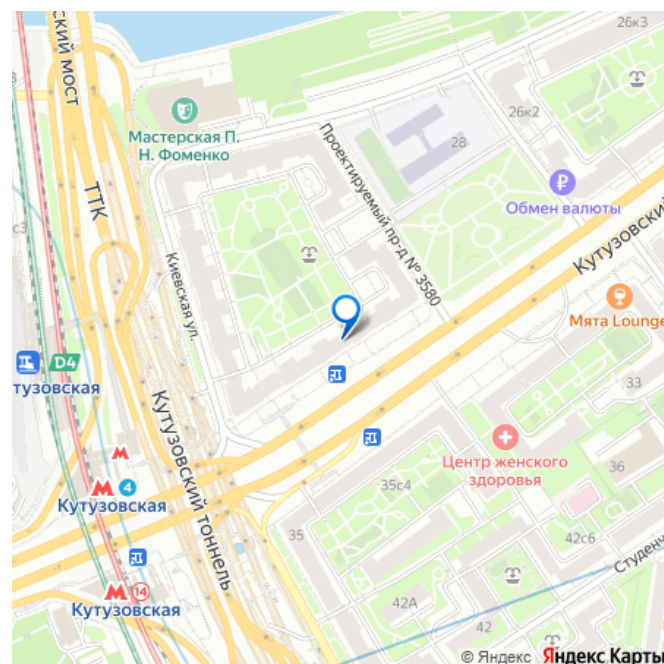 ский мост
26к3
26к2
Мастерская П.
Н. Фоменко
28
Проектируемый пр-д № 3580
ТТК
Обмен валюты
Кутузовский
с3
Киевская ул.
Мята Lounge
D4
тузовская
33
Кутузовский тоннель
Центр женского
здоровья
35с4
36
4
Кутузовская
35
42с6
Студенч
14
Кутузовская
42А
42
© Яндекс Яндекс Карты